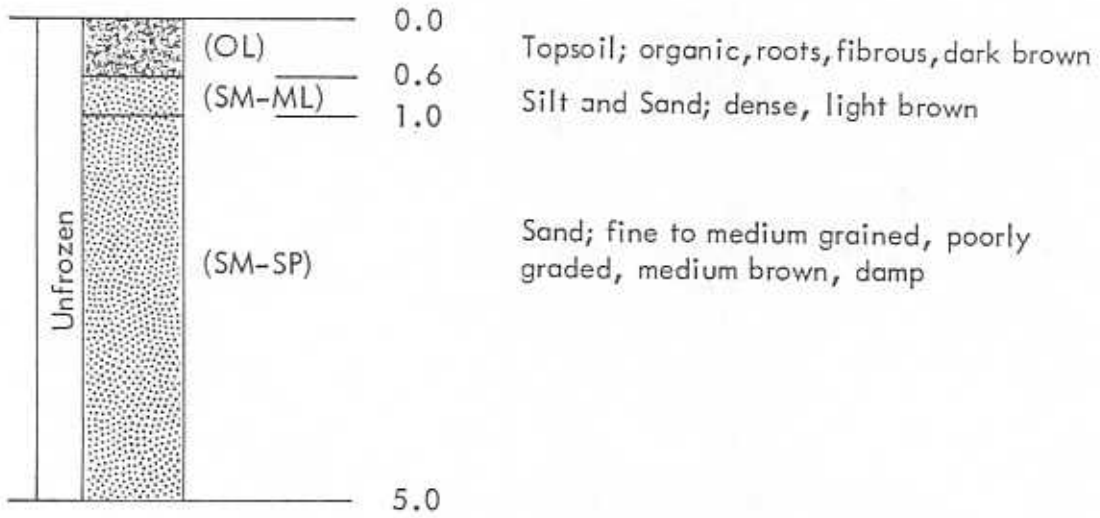 0.0
(OL)
Topsoil; organic, roots, fibrous, dark brown
0.6
(SM-ML)
Silt and Sand; dense, light brown
1.0
Unfrozen
(SM-SP)
Sand; fine to medium grained, poorly
graded, medium brown, damp
5.0